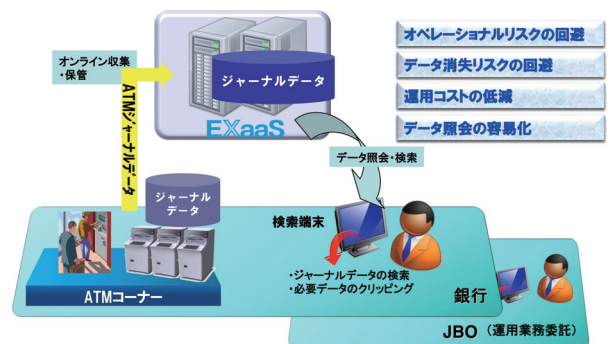 オペレーショナルリスクの回避
データ消失リスクの回避
運用コストの低減
データ照会の容易化
オンライン収集
・保管
ATMジャーナルデータ
ジャーナルデータ
EXaaS
データ照会・検索
ジャーナル
データ
検索端末
・ジャーナルデータの検索
・必要データのクリッピング
ATMコーナー
銀行
JBO（運用業務委託）